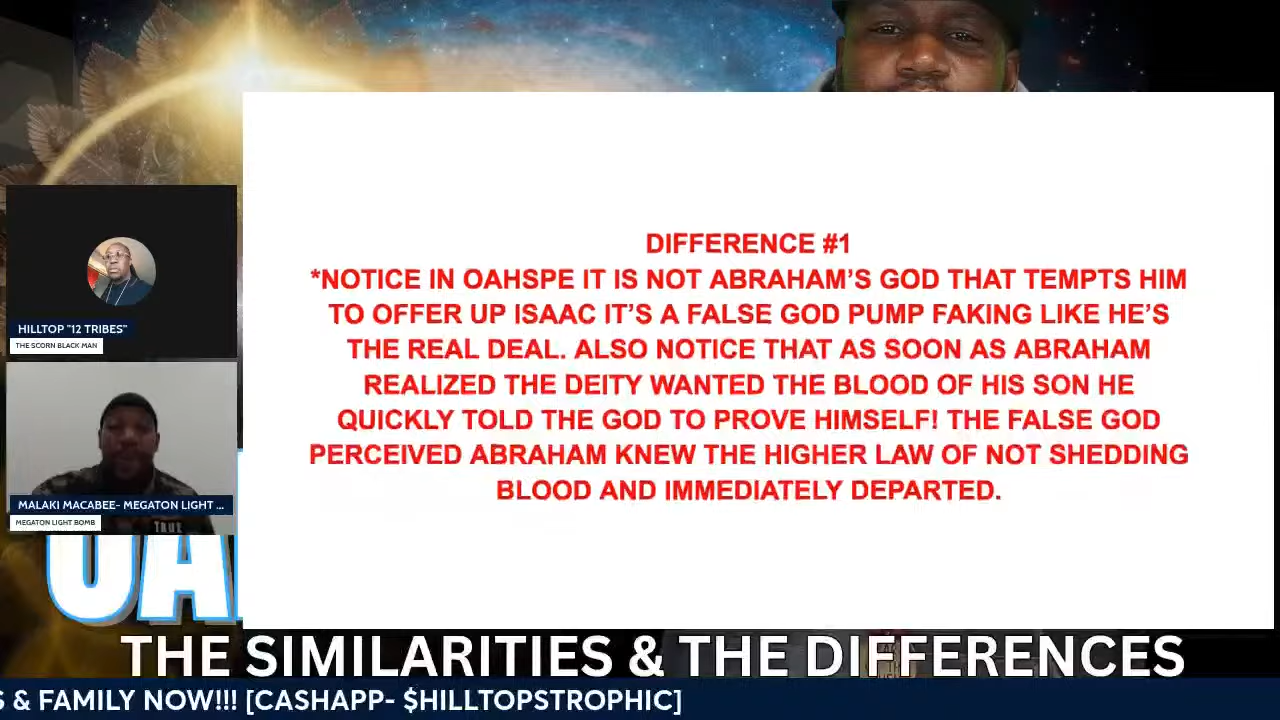 DIFFERENCE #1
*NOTICE IN OAHSPE IT IS NOT ABRAHAM'S GOD THAT TEMPTS HIM
TO OFFER UP ISAAC IT'S A FALSE GOD PUMP FAKING LIKE HE'S
THE REAL DEAL. ALSO NOTICE THAT AS SOON AS ABRAHAM
REALIZED THE DEITY WANTED THE BLOOD OF HIS SON HE
QUICKLY TOLD THE GOD TO PROVE HIMSELF! THE FALSE GOD
PERCEIVED ABRAHAM KNEW THE HIGHER LAW OF NOT SHEDDING
BLOOD AND IMMEDIATELY DEPARTED.
HILLTOP "12 TRIBES"
THE SCORN BLACK MAN
MALAKI MACABEE- MEGATON LIGHT ...
MEGATON LIGHT BOMB
TRUE
OA
THE SIMILARITIES & THE DIFFERENCES
S & FAMILY NOW!!! [CASHAPP- $HILLTOPSTROPHIC]